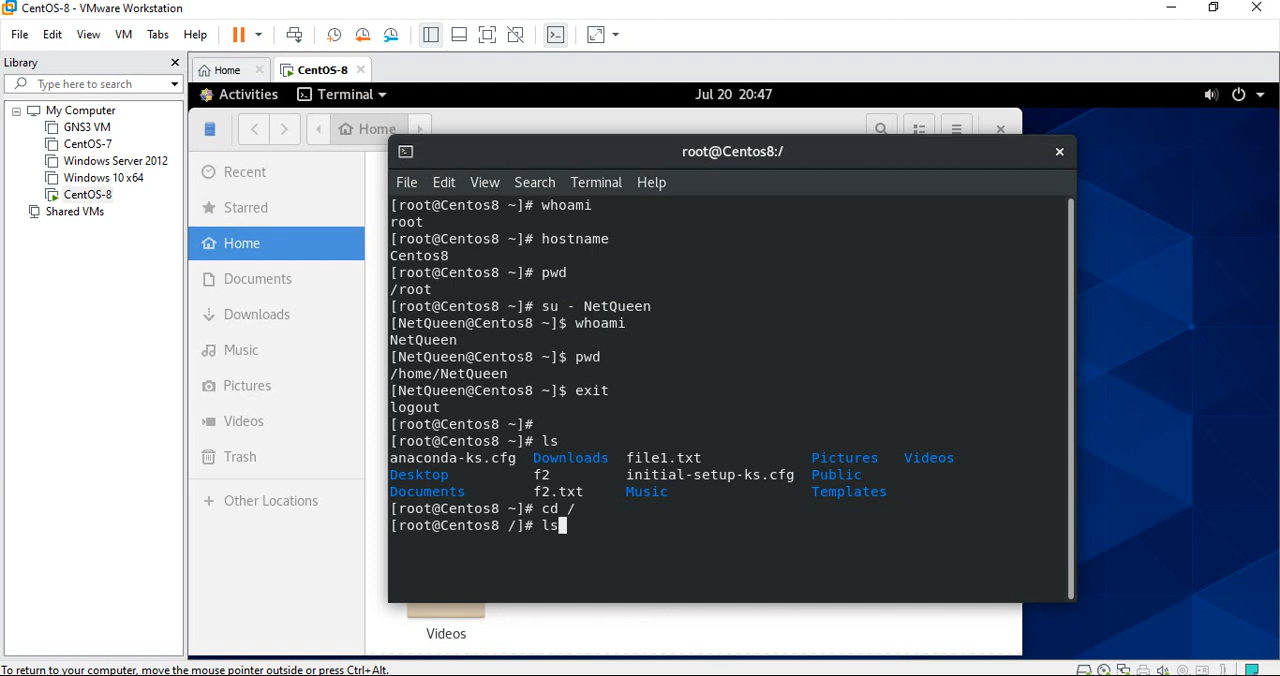 CentOS-8 - VMware Workstation
File Edit View VM Tabs Help
Library
Type here to search
My Computer
GNS3 VM
CentOS-7
Windows Server 2012
Windows 10 x64
CentOS-8
Shared VMs
Home CentOS-8
Activities Terminal Jul 20 20:47
Home
Recent
Starred
Home
Documents
Downloads
Music
Pictures
Videos
Trash
+ Other Locations
root@Centos8:/
File Edit View Search Terminal Help
[root@Centos8 ~]# whoami
root
[root@Centos8 ~]# hostname
Centos8
[root@Centos8 ~]# pwd
/root
[root@Centos8 ~]# su - NetQueen
[NetQueen@Centos8 ~]$ whoami
NetQueen
[NetQueen@Centos8 ~]$ pwd
/home/NetQueen
[NetQueen@Centos8 ~]$ exit
logout
[root@Centos8 ~]#
[root@Centos8 ~]# ls
anaconda-ks.cfg Downloads file1.txt Pictures Videos
Desktop f2 initial-setup-ks.cfg Public
Documents f2.txt Music Templates
[root@Centos8 ~]# cd /
[root@Centos8 /]# ls
Videos
To return to your computer, move the mouse pointer outside or press Ctrl+Alt.